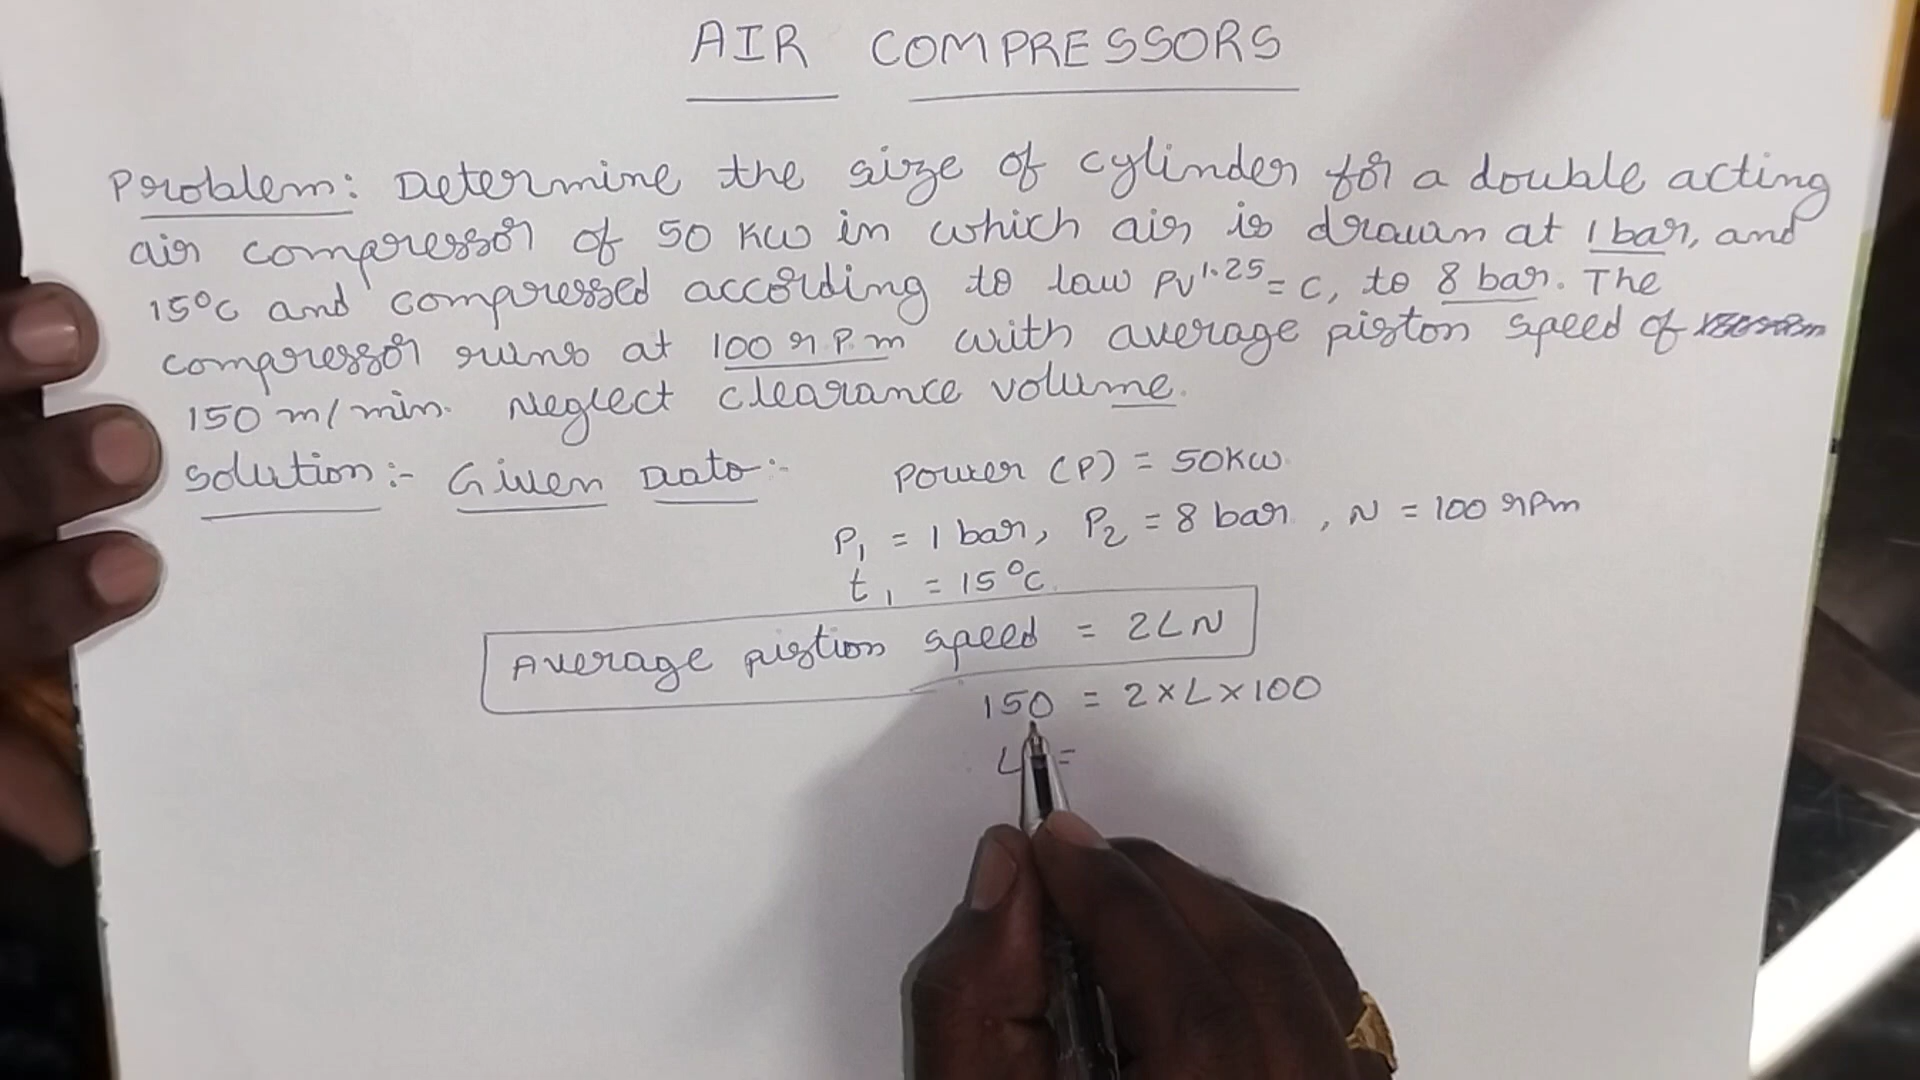 AIR COMPRESSORS
Problem: Determine the size of cylinder for a double acting
air compressor of 50 KW in which air is drawn at 1 bar, and
15°C and compressed according to law PV^1.25 = C, to 8 bar. The
compressor runs at 100 r.P.m with average piston speed of
150 m/min. Neglect clearance volume.
Solution:- Given Data:- Power (P) = 50KW
P₁ = 1 bar, P₂ = 8 bar, N = 100 rPm
t₁ = 15°C.
Average pistion speed = 2LN
150 = 2×L×100
L =